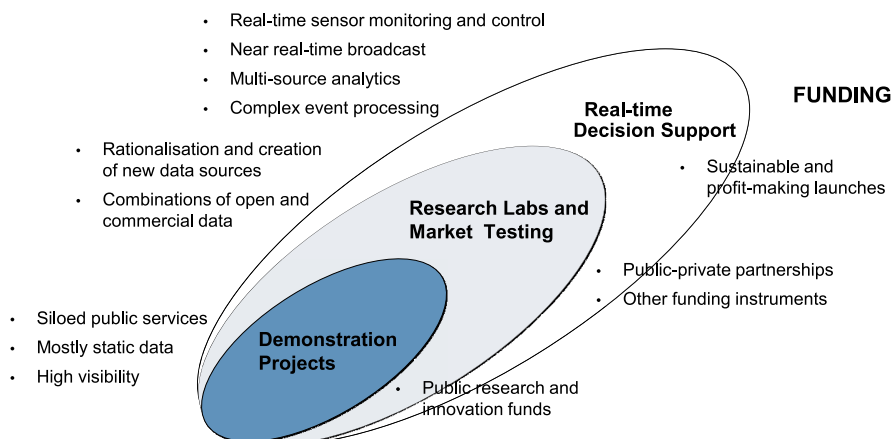 • Real-time sensor monitoring and control
• Near real-time broadcast
• Multi-source analytics
• Complex event processing
FUNDING
Real-time
Decision Support
• Rationalisation and creation
of new data sources
• Combinations of open and
commercial data
• Sustainable and
profit-making launches
Research Labs and
Market Testing
• Public-private partnerships
• Other funding instruments
• Siloed public services
• Mostly static data
• High visibility
Demonstration
Projects
• Public research and
innovation funds